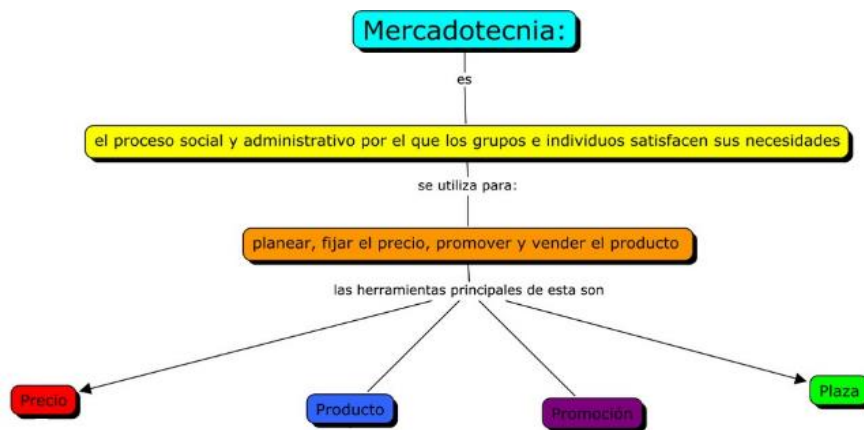 Mercadotecnia:
es
el proceso social y administrativo por el que los grupos e individuos satisfacen sus necesidades
se utiliza para:
planear, fijar el precio, promover y vender el producto
las herramientas principales de esta son
Precio
Producto
Promoción
Plaza